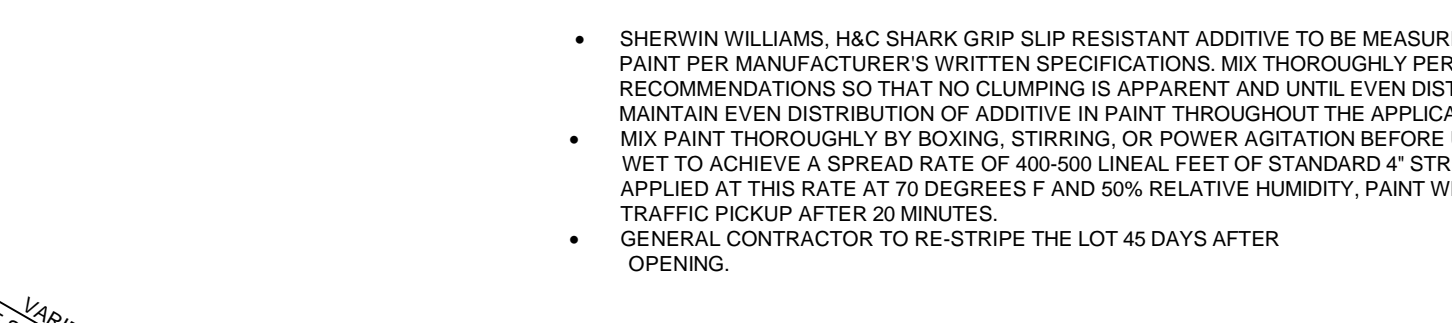 • SHERWIN WILLIAMS, H&C SHARK GRIP SLIP RESISTANT ADDITIVE TO BE MEASUR
PAINT PER MANUFACTURER'S WRITTEN SPECIFICATIONS. MIX THOROUGHLY PER
RECOMMENDATIONS SO THAT NO CLUMPING IS APPARENT AND UNTIL EVEN DIST
MAINTAIN EVEN DISTRIBUTION OF ADDITIVE IN PAINT THROUGHOUT THE APPLICA
• MIX PAINT THOROUGHLY BY BOXING, STIRRING, OR POWER AGITATION BEFORE
WET TO ACHIEVE A SPREAD RATE OF 400-500 LINEAL FEET OF STANDARD 4" STR
APPLIED AT THIS RATE AT 70 DEGREES F AND 50% RELATIVE HUMIDITY, PAINT W
TRAFFIC PICKUP AFTER 20 MINUTES.
• GENERAL CONTRACTOR TO RE-STRIPE THE LOT 45 DAYS AFTER
OPENING.